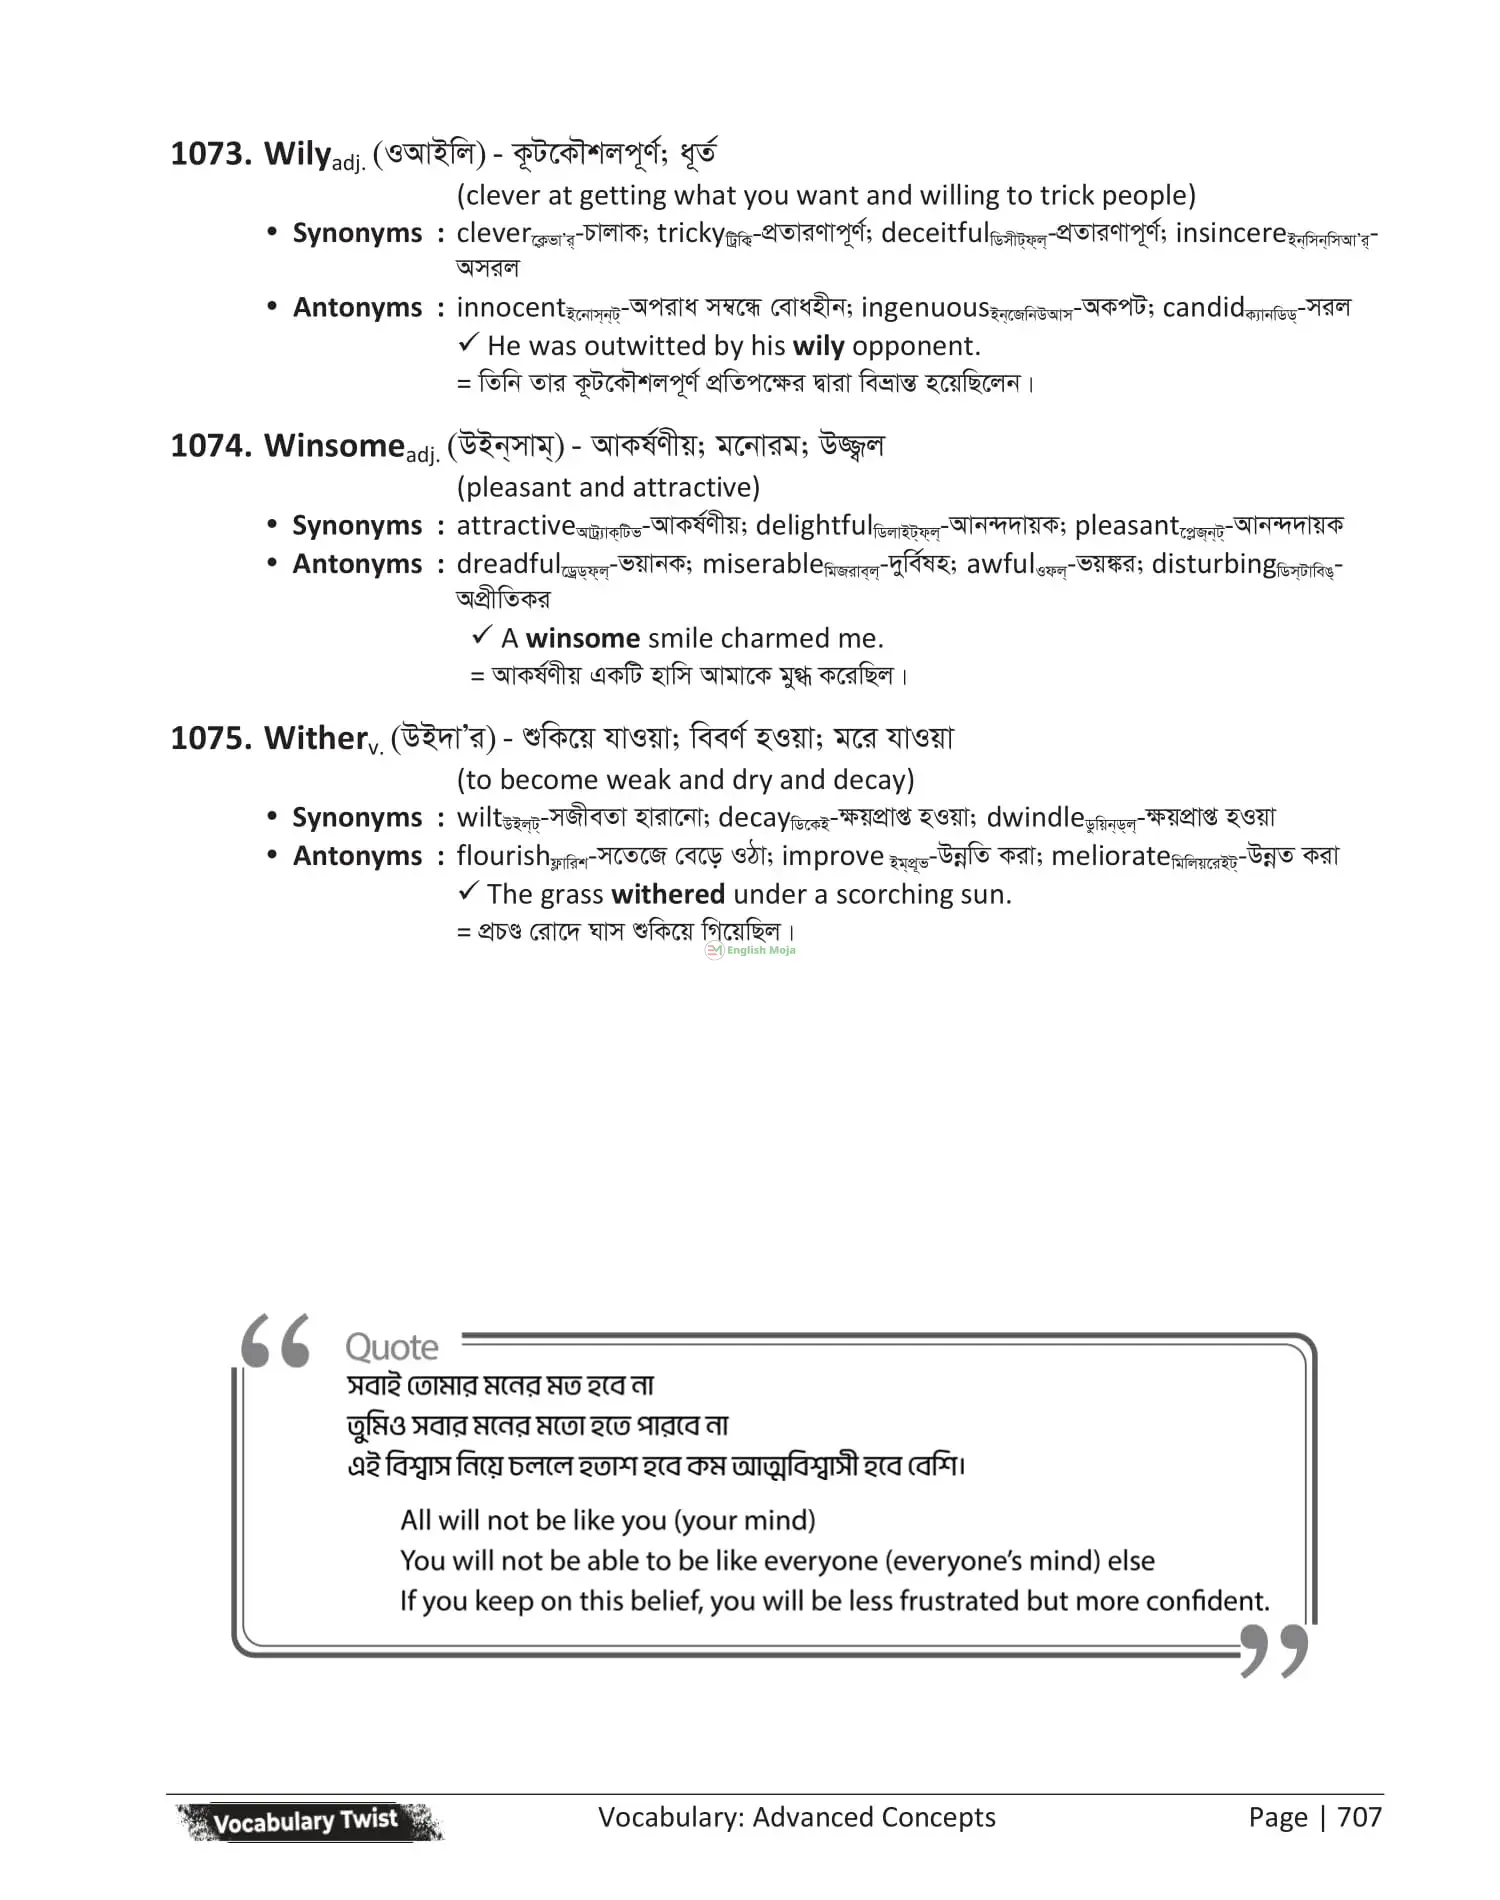 1073. Wily adj. (ওআইলি) - কূটকৌশলপূর্ণ; ধূর্ত
(clever at getting what you want and willing to trick people)
• Synonyms : clever ক্লেভা'র্-চালাক; tricky ট্রিকি-প্রতারণাপূর্ণ; deceitful ডিসীট্ফল্-প্রতারণাপূর্ণ; insincere ইন্সিন্সিআ'র্-
অসরল
• Antonyms : innocent ইনোস্ন্ট্-অপরাধ সম্বন্ধে বোধহীন; ingenuous ইন্জেনিউআস-অকপট; candid ক্যানডিড্-সরল
✓ He was outwitted by his wily opponent.
= তিনি তার কূটকৌশলপূর্ণ প্রতিপক্ষের দ্বারা বিভ্রান্ত হয়েছিলেন।
1074. Winsome adj. (উইন্সাম্) - আকর্ষণীয়; মনোরম; উজ্জ্বল
(pleasant and attractive)
• Synonyms : attractive আট্র্যাক্টিভ-আকর্ষণীয়; delightful ডিলাইট্ফল্-আনন্দদায়ক; pleasant প্লেজ্ন্ট্-আনন্দদায়ক
• Antonyms : dreadful ড্রেড্ফল্-ভয়ানক; miserable মিজরাব্ল্-দুর্বিষহ; awful ওফল্-ভয়ঙ্কর; disturbing ডিস্টাবিঙ্-
অপ্রীতিকর
✓ A winsome smile charmed me.
= আকর্ষণীয় একটি হাসি আমাকে মুগ্ধ করেছিল।
1075. Wither v. (উইদা'র) - শুকিয়ে যাওয়া; বিবর্ণ হওয়া; মরে যাওয়া
(to become weak and dry and decay)
• Synonyms : wilt উইল্ট্-সজীবতা হারানো; decay ডিকেই-ক্ষয়প্রাপ্ত হওয়া; dwindle ডুয়িন্ড্ল্-ক্ষয়প্রাপ্ত হওয়া
• Antonyms : flourish ফ্লারিশ-সতেজে বেড়ে ওঠা; improve ইম্প্রূভ-উন্নতি করা; meliorate মিলিয়রেইট্-উন্নত করা
✓ The grass withered under a scorching sun.
= প্রচণ্ড রোদে ঘাস শুকিয়ে গিয়েছিল।
English Moja
Quote
সবাই তোমার মনের মত হবে না
তুমিও সবার মনের মতো হতে পারবে না
এই বিশ্বাস নিয়ে চললে হতাশ হবে কম আত্মবিশ্বাসী হবে বেশি।
All will not be like you (your mind)
You will not be able to be like everyone (everyone's mind) else
If you keep on this belief, you will be less frustrated but more confident.
Vocabulary Twist Vocabulary: Advanced Concepts Page | 707